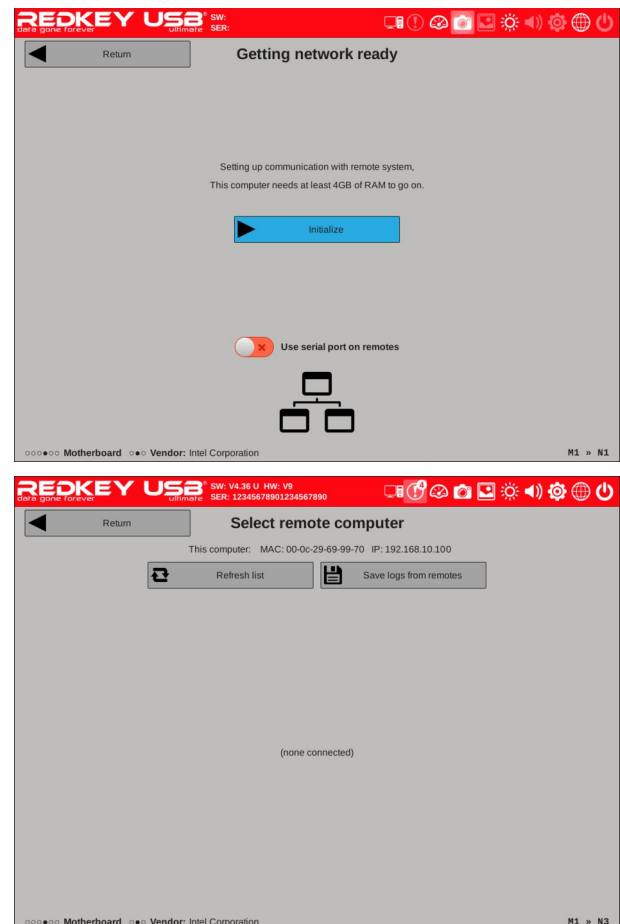 REDKEY USB®
data gone forever ultimate
SW:
SER:
Return
Getting network ready
Setting up communication with remote system,
This computer needs at least 4GB of RAM to go on.
Initialize
Use serial port on remotes
Motherboard Vendor: Intel Corporation
M1 » N1
REDKEY USB®
data gone forever ultimate
SW: V4.36 U HW: V9
SER: 12345678901234567890
4
Return
Select remote computer
This computer: MAC: 00-0c-29-69-99-70 IP: 192.168.10.100
Refresh list
Save logs from remotes
(none connected)
Motherboard Vendor: Intel Corporation
M1 » N3